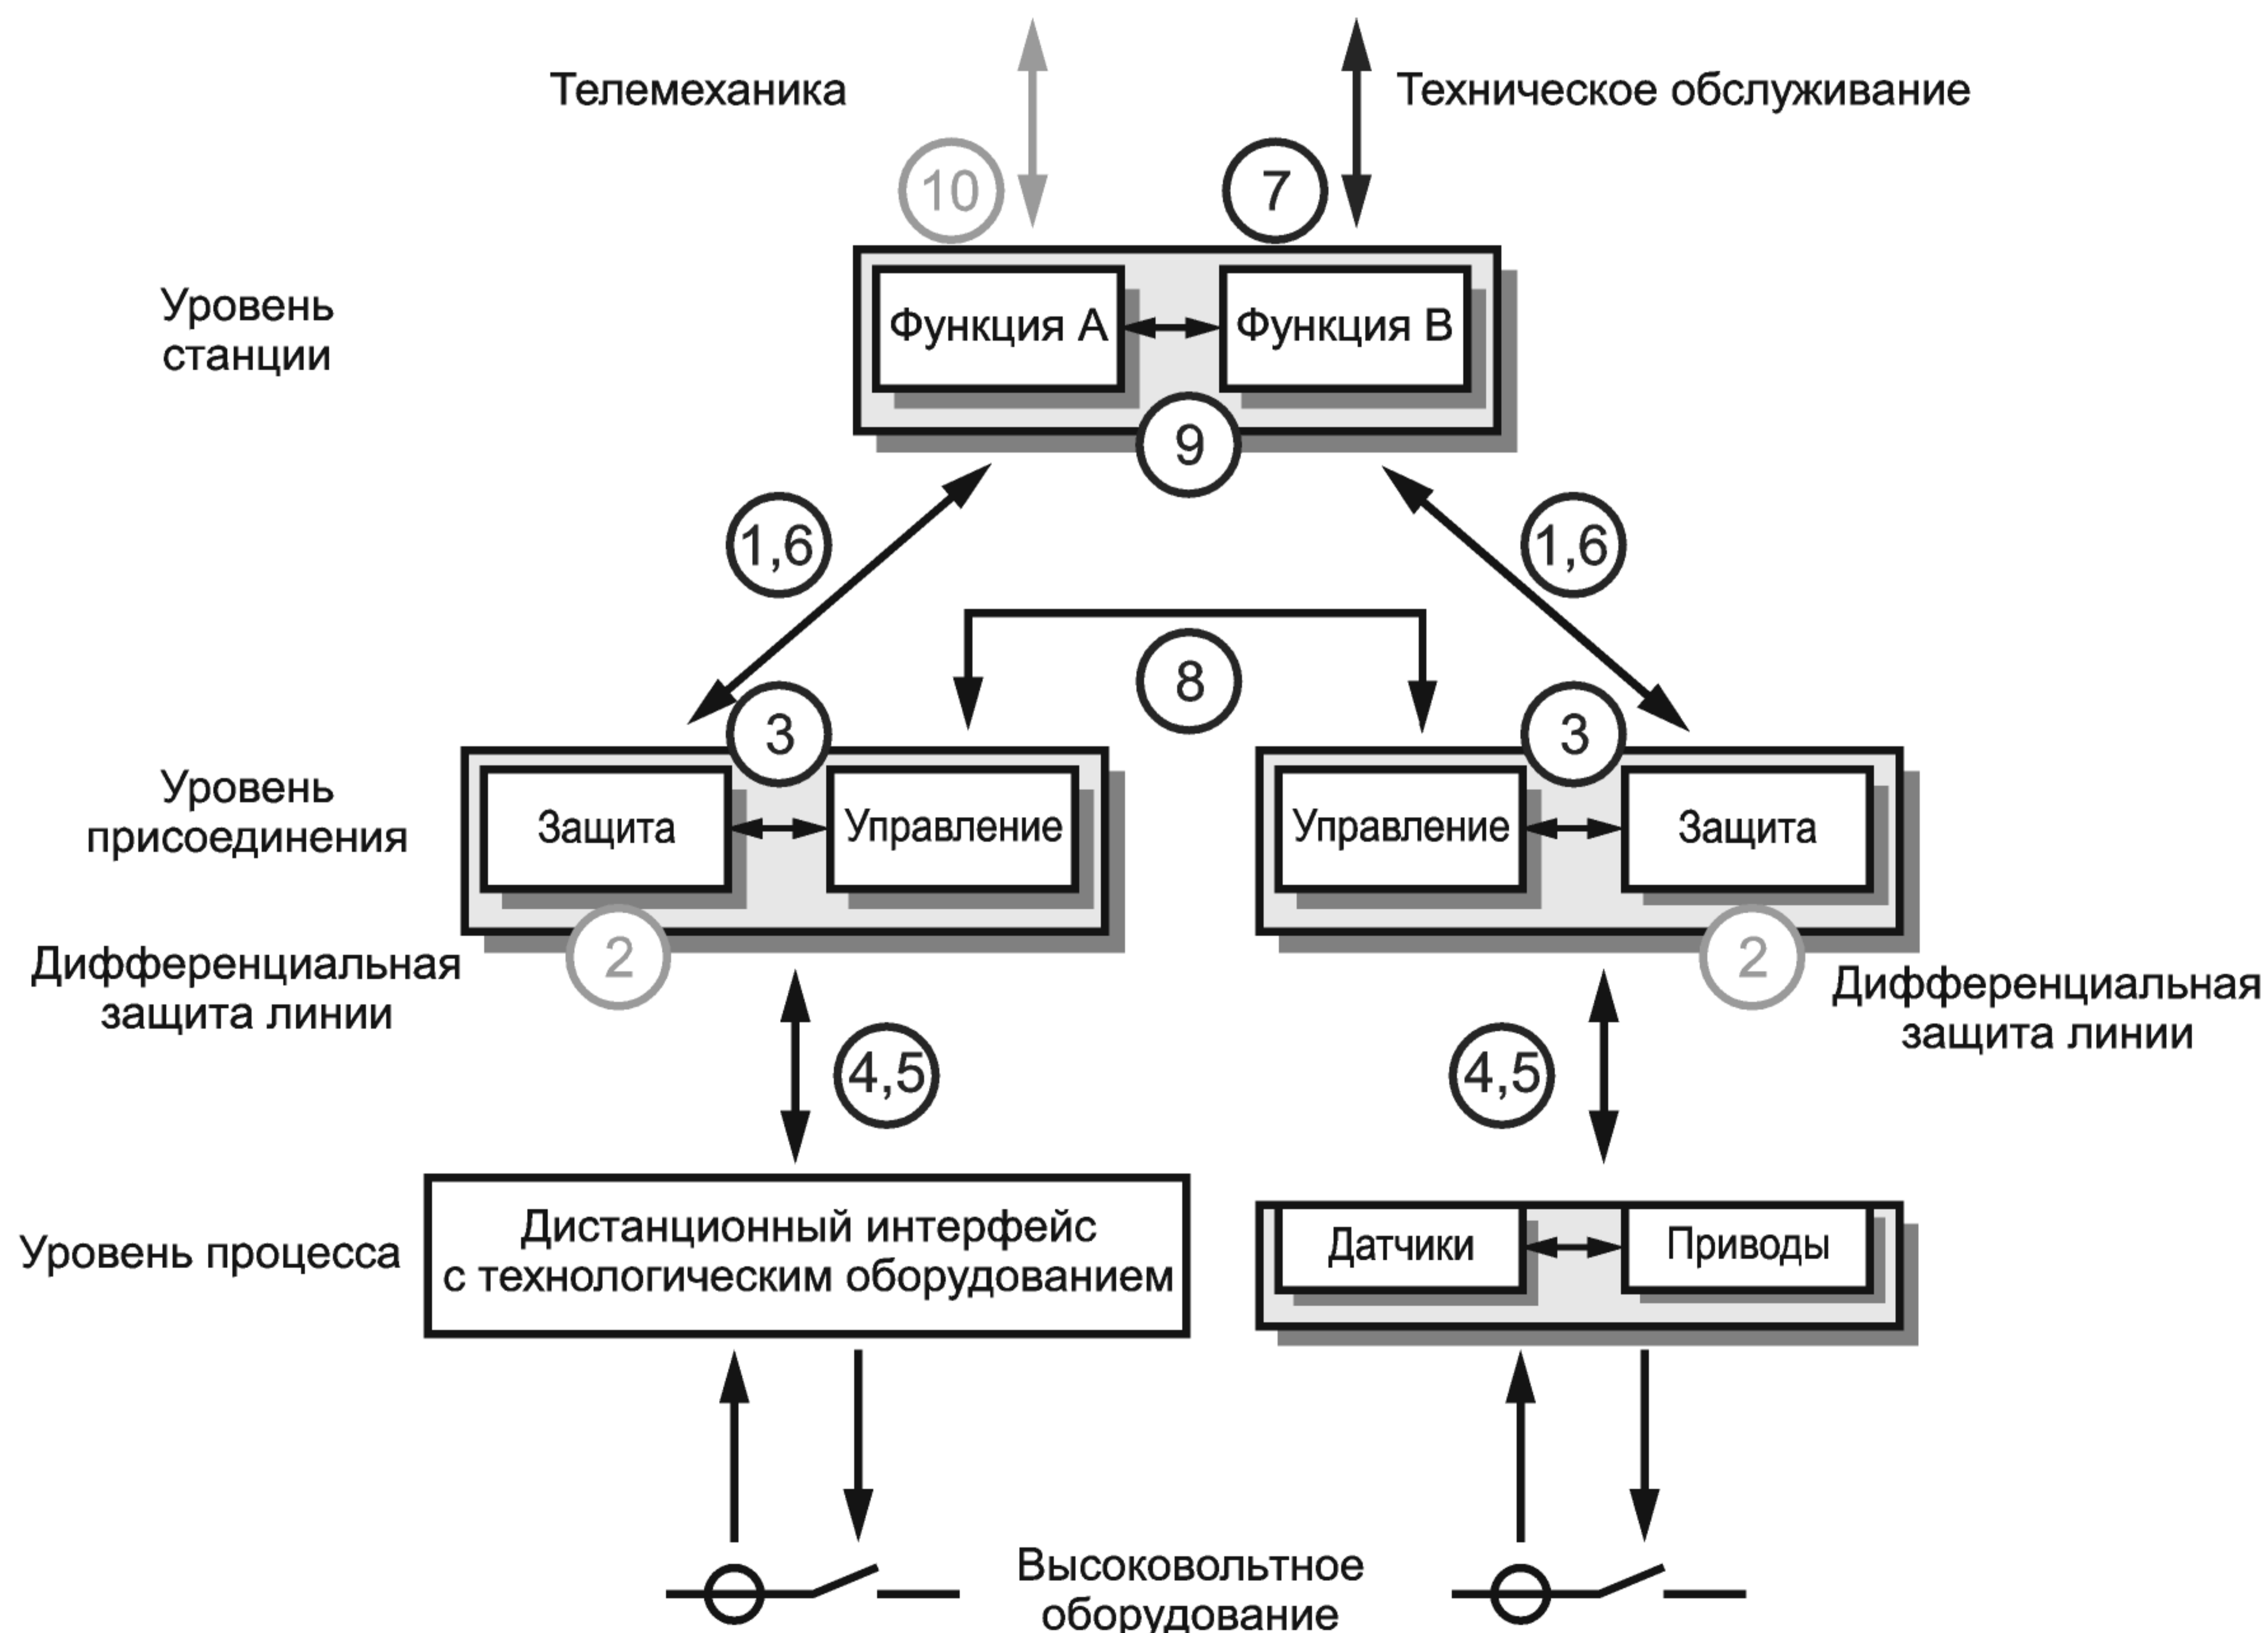 Телемеханика
Техническое обслуживание
10
7
Уровень
станции
Функция А
Функция В
9
1,6
1,6
8
3
3
Уровень
присоединения
Защита
Управление
Управление
Защита
2
2
Дифференциальная
защита линии
Дифференциальная
защита линии
4,5
4,5
Уровень процесса
Дистанционный интерфейс
с технологическим оборудованием
Датчики
Приводы
Высоковольтное
оборудование